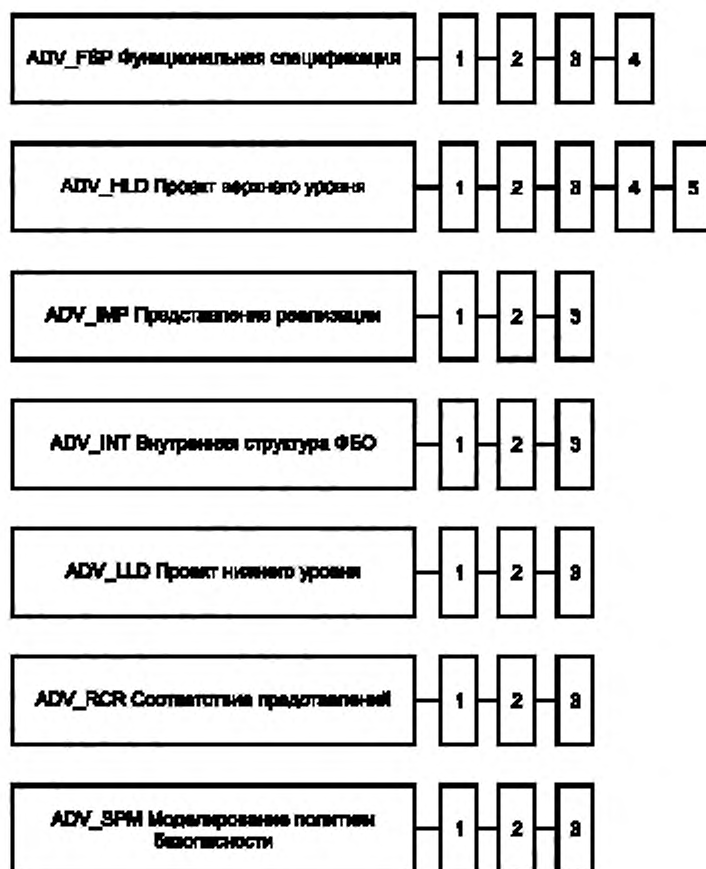 ADV_FSP Функциональная спецификация 1 2 3 4
ADV_HLD Проект верхнего уровня 1 2 3 4 5
ADV_IMP Представление реализации 1 2 3
ADV_INT Внутренняя структура ФБО 1 2 3
ADV_LLD Проект нижнего уровня 1 2 3
ADV_RCR Соответствие представлений 1 2 3
ADV_SPM Моделирование политики
безопасности 1 2 3